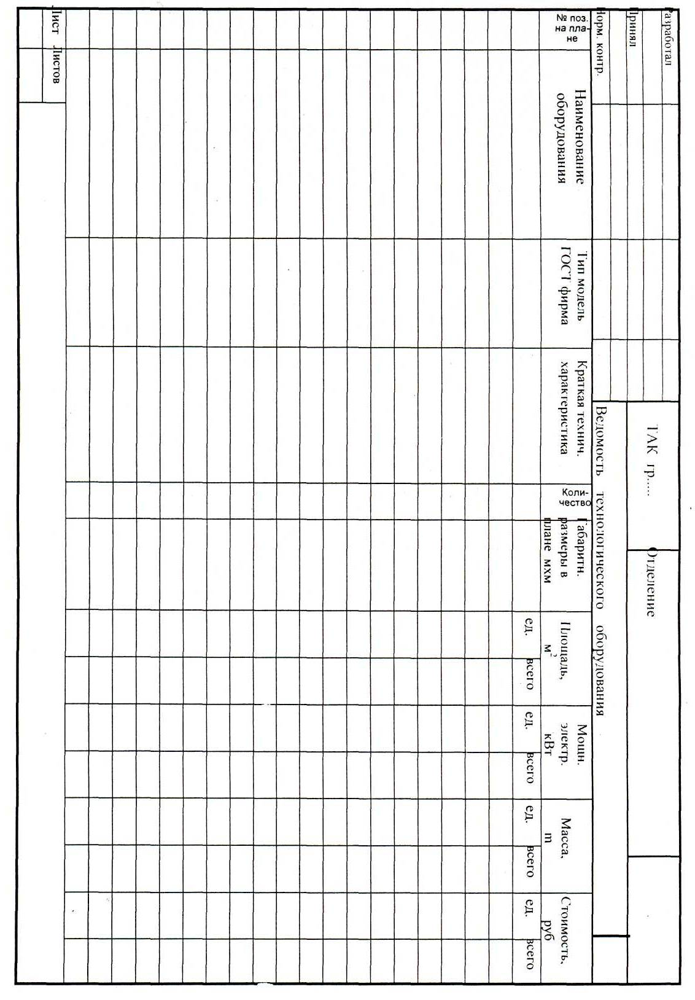 Разработал
Принял
Норм. контр.
ТАК гр.....
Отделение
Ведомость технологического оборудования
№ поз.
на пла-
не
Наименование
оборудования
Тип модель
ГОСТ фирма
Краткая технич.
характеристика
Коли-
чество
Габаритн.
размеры в
плане мхм
Площадь,
м²
ед. всего
Мощн.
электр.
кВт
ед. всего
Масса,
т
ед. всего
Стоимость,
руб
ед. всего
Лист Листов